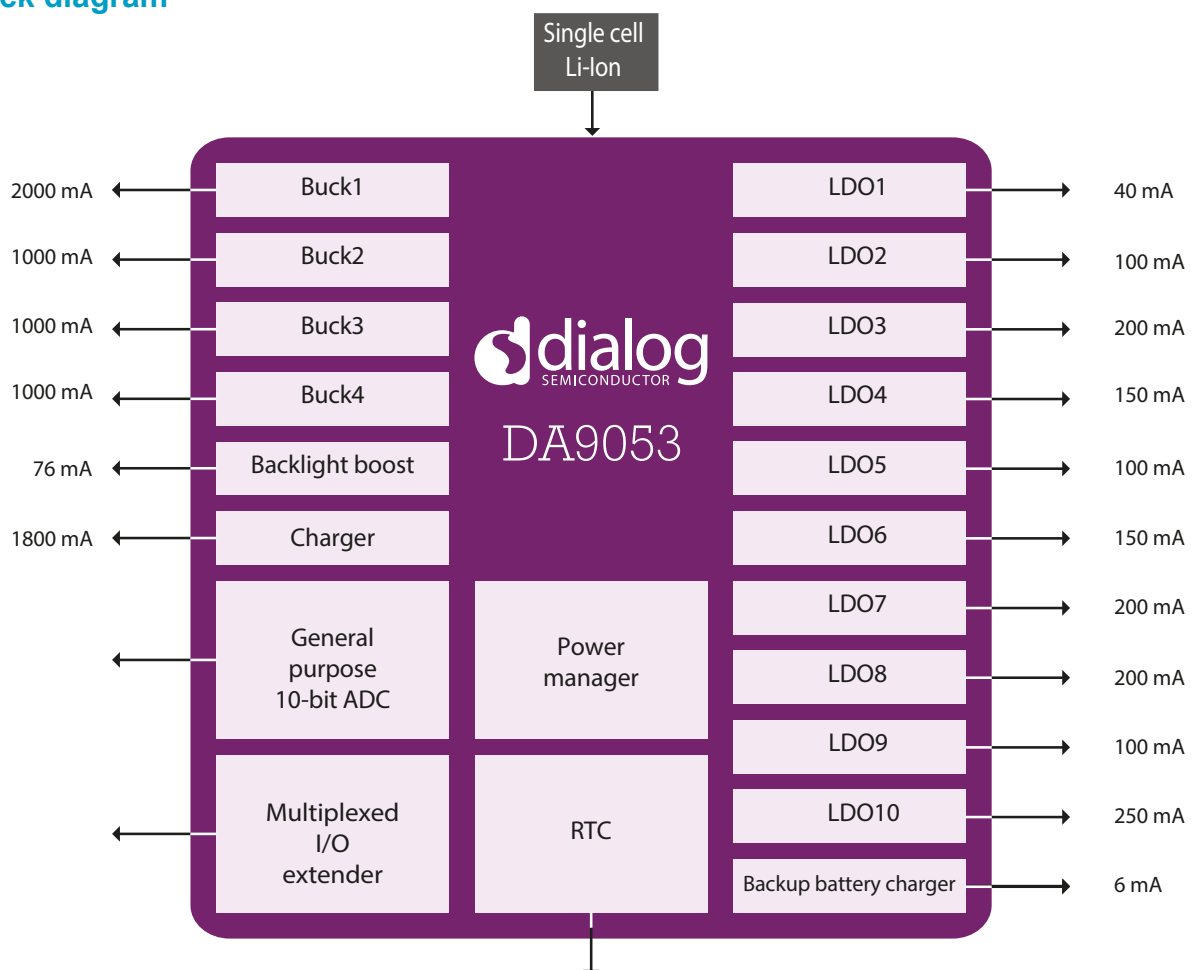 ck diagram
Single cell
Li-Ion
2000 mA
Buck1
LDO1
40 mA
1000 mA
Buck2
LDO2
100 mA
1000 mA
Buck3
LDO3
200 mA
dialog
SEMICONDUCTOR
1000 mA
Buck4
LDO4
150 mA
DA9053
76 mA
Backlight boost
LDO5
100 mA
1800 mA
Charger
LDO6
150 mA
General
purpose
10-bit ADC
Power
manager
LDO7
200 mA
LDO8
200 mA
LDO9
100 mA
Multiplexed
I/O
extender
RTC
LDO10
250 mA
Backup battery charger
6 mA